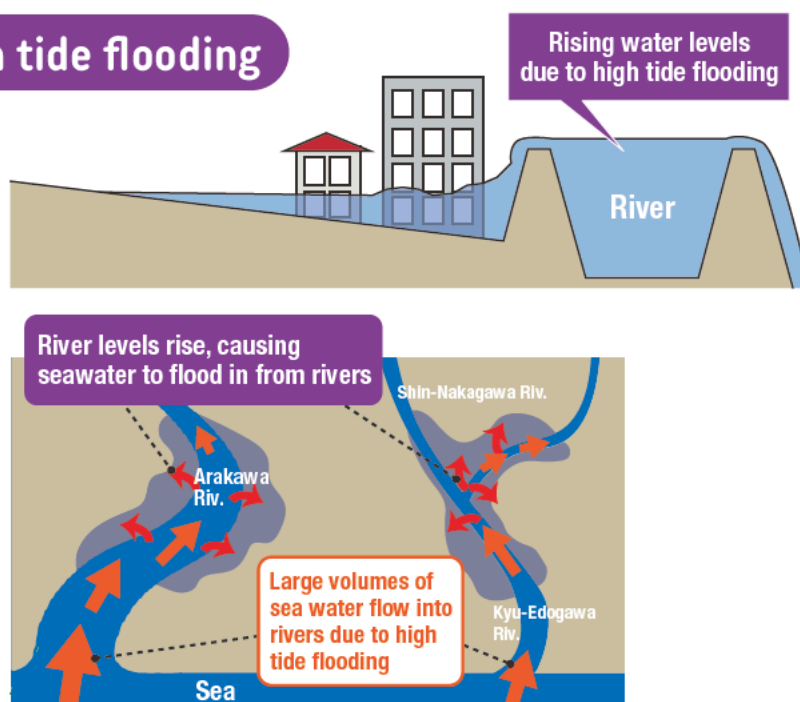 tide flooding
Rising water levels
due to high tide flooding
River
River levels rise, causing
seawater to flood in from rivers
Shin-Nakagawa Riv.
Arakawa
Riv.
Large volumes of
sea water flow into
rivers due to high
tide flooding
Kyu-Edogawa
Riv.
Sea